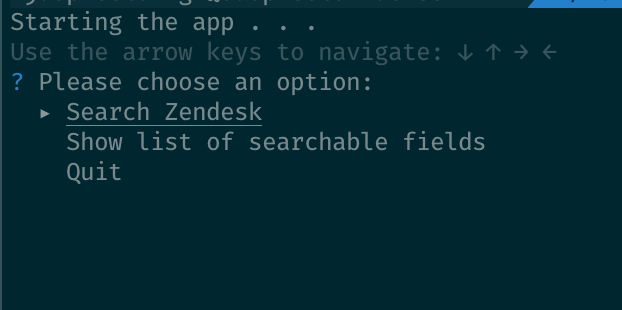 Starting the app . . .
Use the arrow keys to navigate: ↓ ↑ → ←
? Please choose an option:
▸ Search Zendesk
Show list of searchable fields
Quit